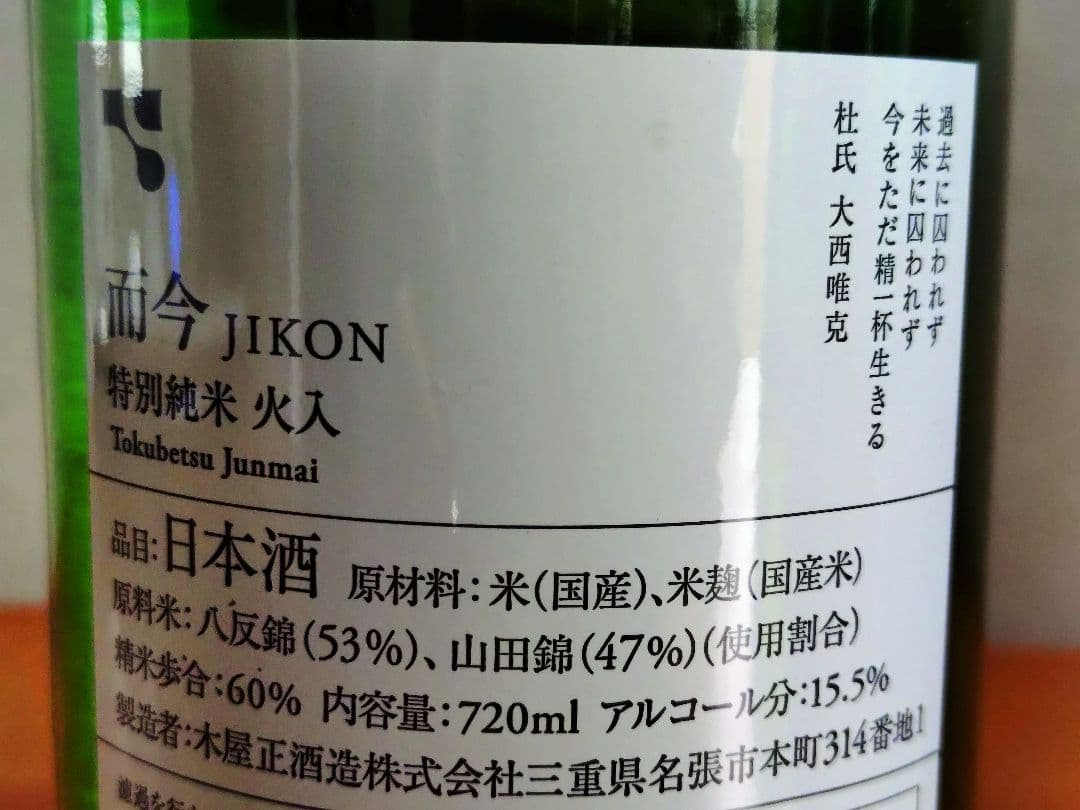 過去に囚われず
未来に囚われず
今をただ精一杯生きる
杜氏 大西唯克
而今 JIKON
特別純米 火入
Tokubetsu Junmai
品目:日本酒 原材料:米(国産)、米麹(国産米)
原料米:八反錦(53%)、山田錦(47%)(使用割合)
精米歩合:60% 内容量:720ml アルコール分:15.5%
製造者:木屋正酒造株式会社三重県名張市本町314番地1